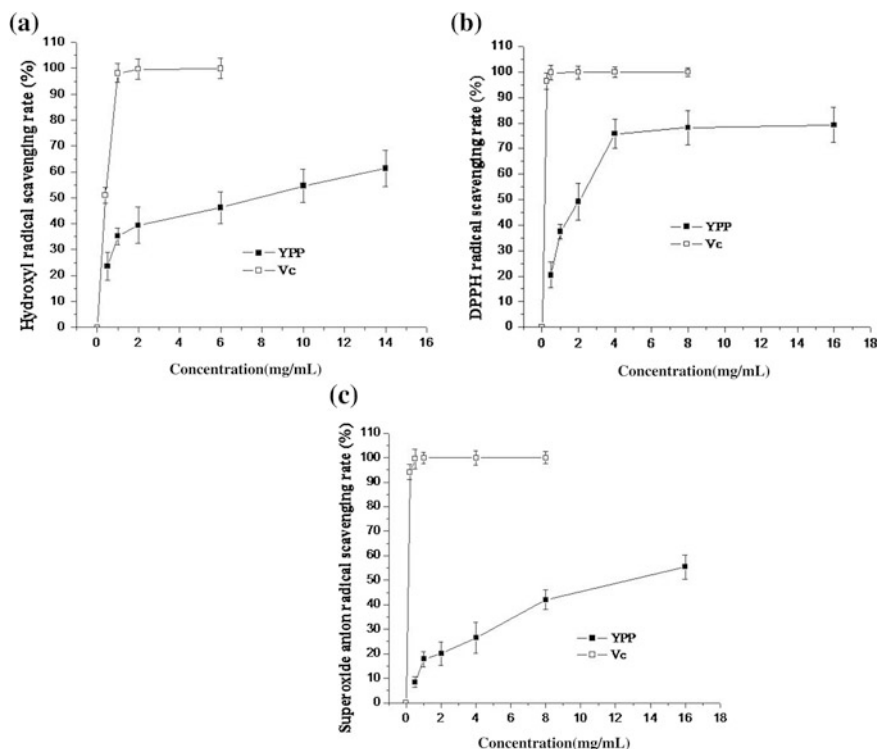 (a)
Hydroxyl radical scavenging rate (%)
110
100
90
80
70
60
50
40
30
20
10
0
YPP
Vc
0 2 4 6 8 10 12 14 16
Concentration(mg/mL)
(b)
DPPH radical scavenging rate (%)
110
100
90
80
70
60
50
40
30
20
10
0
YPP
Vc
0 2 4 6 8 10 12 14 16 18
Concentration(mg/mL)
(c)
Superoxide anion radical scavenging rate (%)
110
100
90
80
70
60
50
40
30
20
10
0
YPP
Vc
0 2 4 6 8 10 12 14 16 18
Concentration(mg/mL)